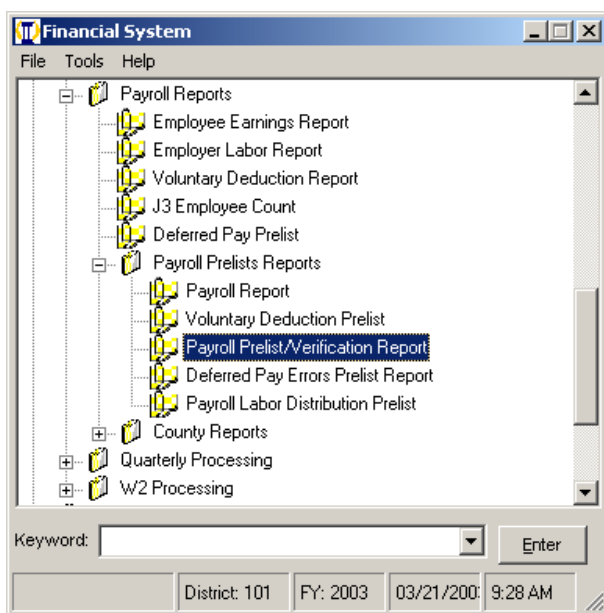 Financial System
File Tools Help
Payroll Reports
Employee Earnings Report
Employer Labor Report
Voluntary Deduction Report
J3 Employee Count
Deferred Pay Prelist
Payroll Prelists Reports
Payroll Report
Voluntary Deduction Prelist
Payroll Prelist/Verification Report
Deferred Pay Errors Prelist Report
Payroll Labor Distribution Prelist
County Reports
Quarterly Processing
W2 Processing
Keyword: Enter
District: 101 FY: 2003 03/21/200 9:28 AM